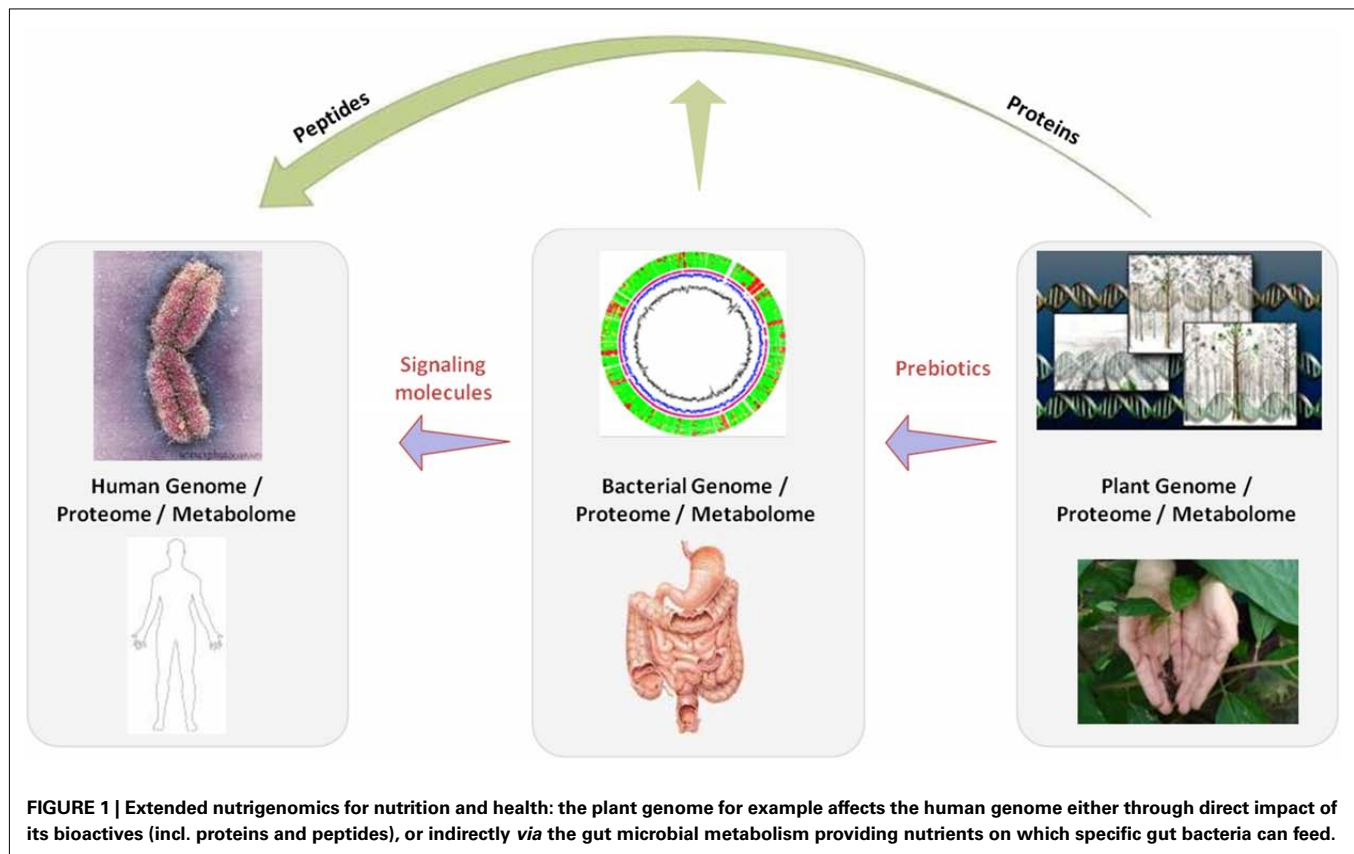 Peptides
Proteins
Signaling
molecules
Prebiotics
Human Genome /
Proteome / Metabolome
Bacterial Genome /
Proteome / Metabolome
Plant Genome /
Proteome / Metabolome
FIGURE 1 | Extended nutrigenomics for nutrition and health: the plant genome for example affects the human genome either through direct impact of
its bioactives (incl. proteins and peptides), or indirectly via the gut microbial metabolism providing nutrients on which specific gut bacteria can feed.